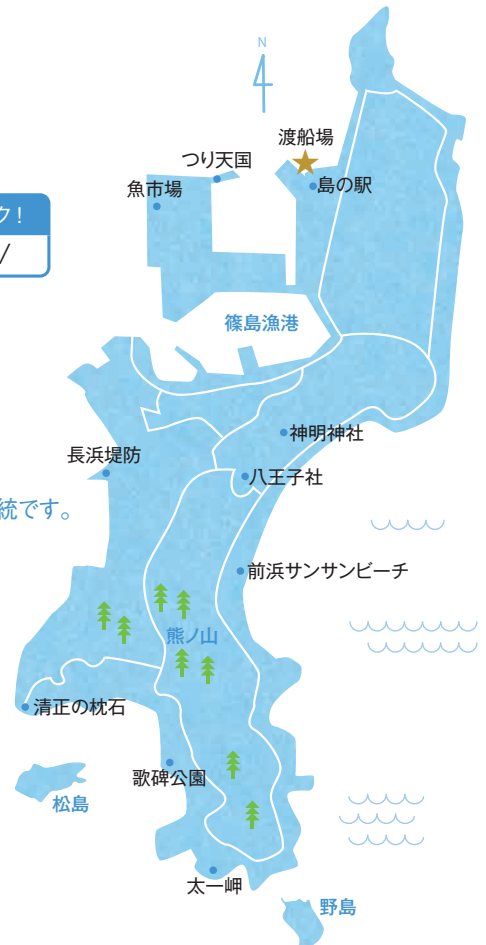 N
渡船場
つり天国
島の駅
魚市場
ク!
/
篠島漁港
神明神社
長浜堤防
八王子社
統です。
前浜サンサンビーチ
熊ノ山
清正の枕石
歌碑公園
松島
太一岬
野島